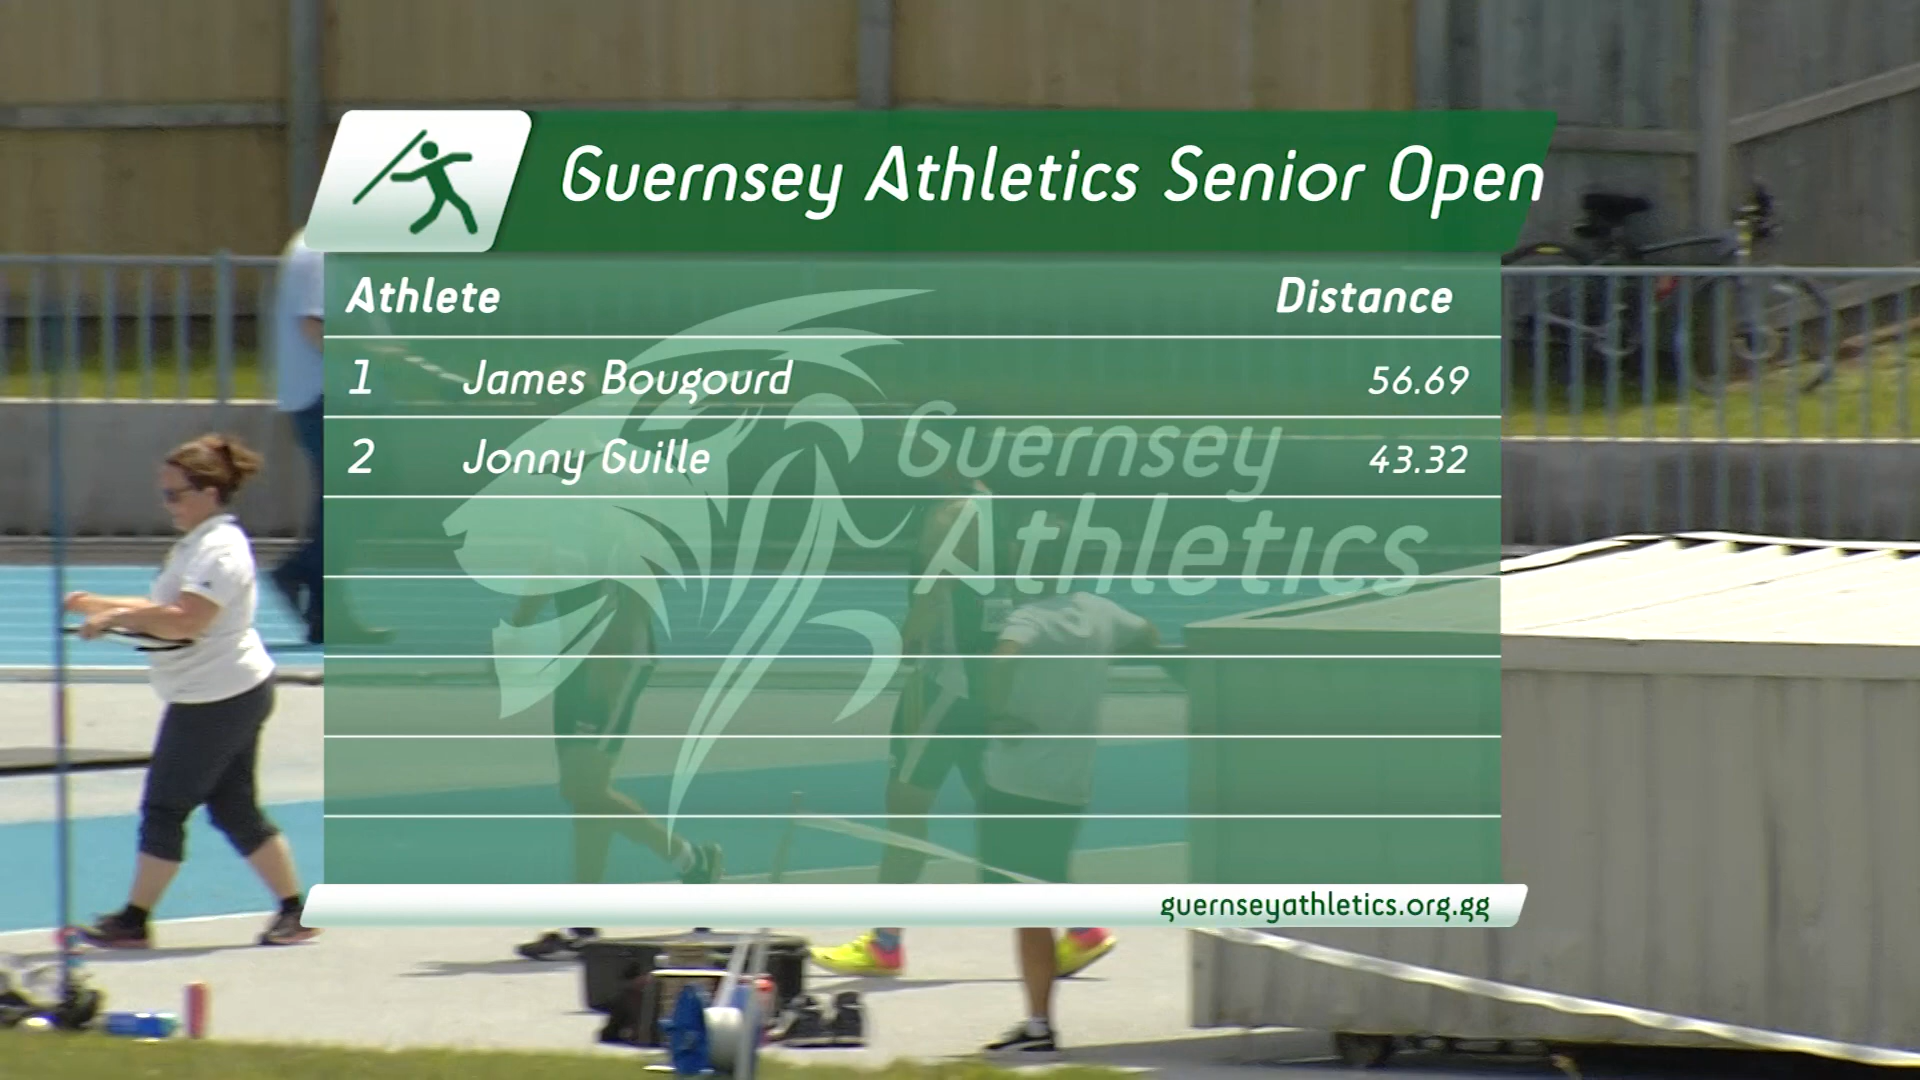 Guernsey Athletics Senior Open
Athlete Distance
1 James Bougourd 56.69
2 Jonny Guille 43.32
Guernsey
Athletics
guernseyathletics.org.gg